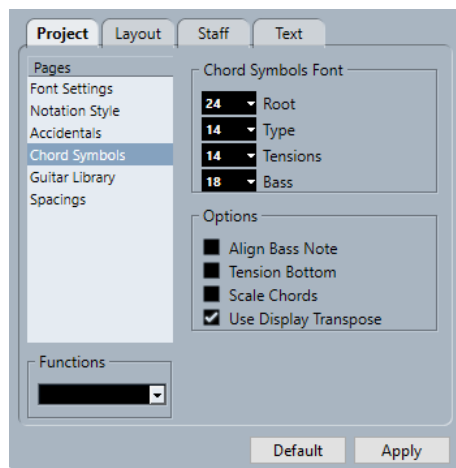 Project Layout Staff Text
Pages
Font Settings
Notation Style
Accidentals
Chord Symbols
Guitar Library
Spacings
Functions
Chord Symbols Font
24 Root
14 Type
14 Tensions
18 Bass
Options
Align Bass Note
Tension Bottom
Scale Chords
Use Display Transpose
Default Apply